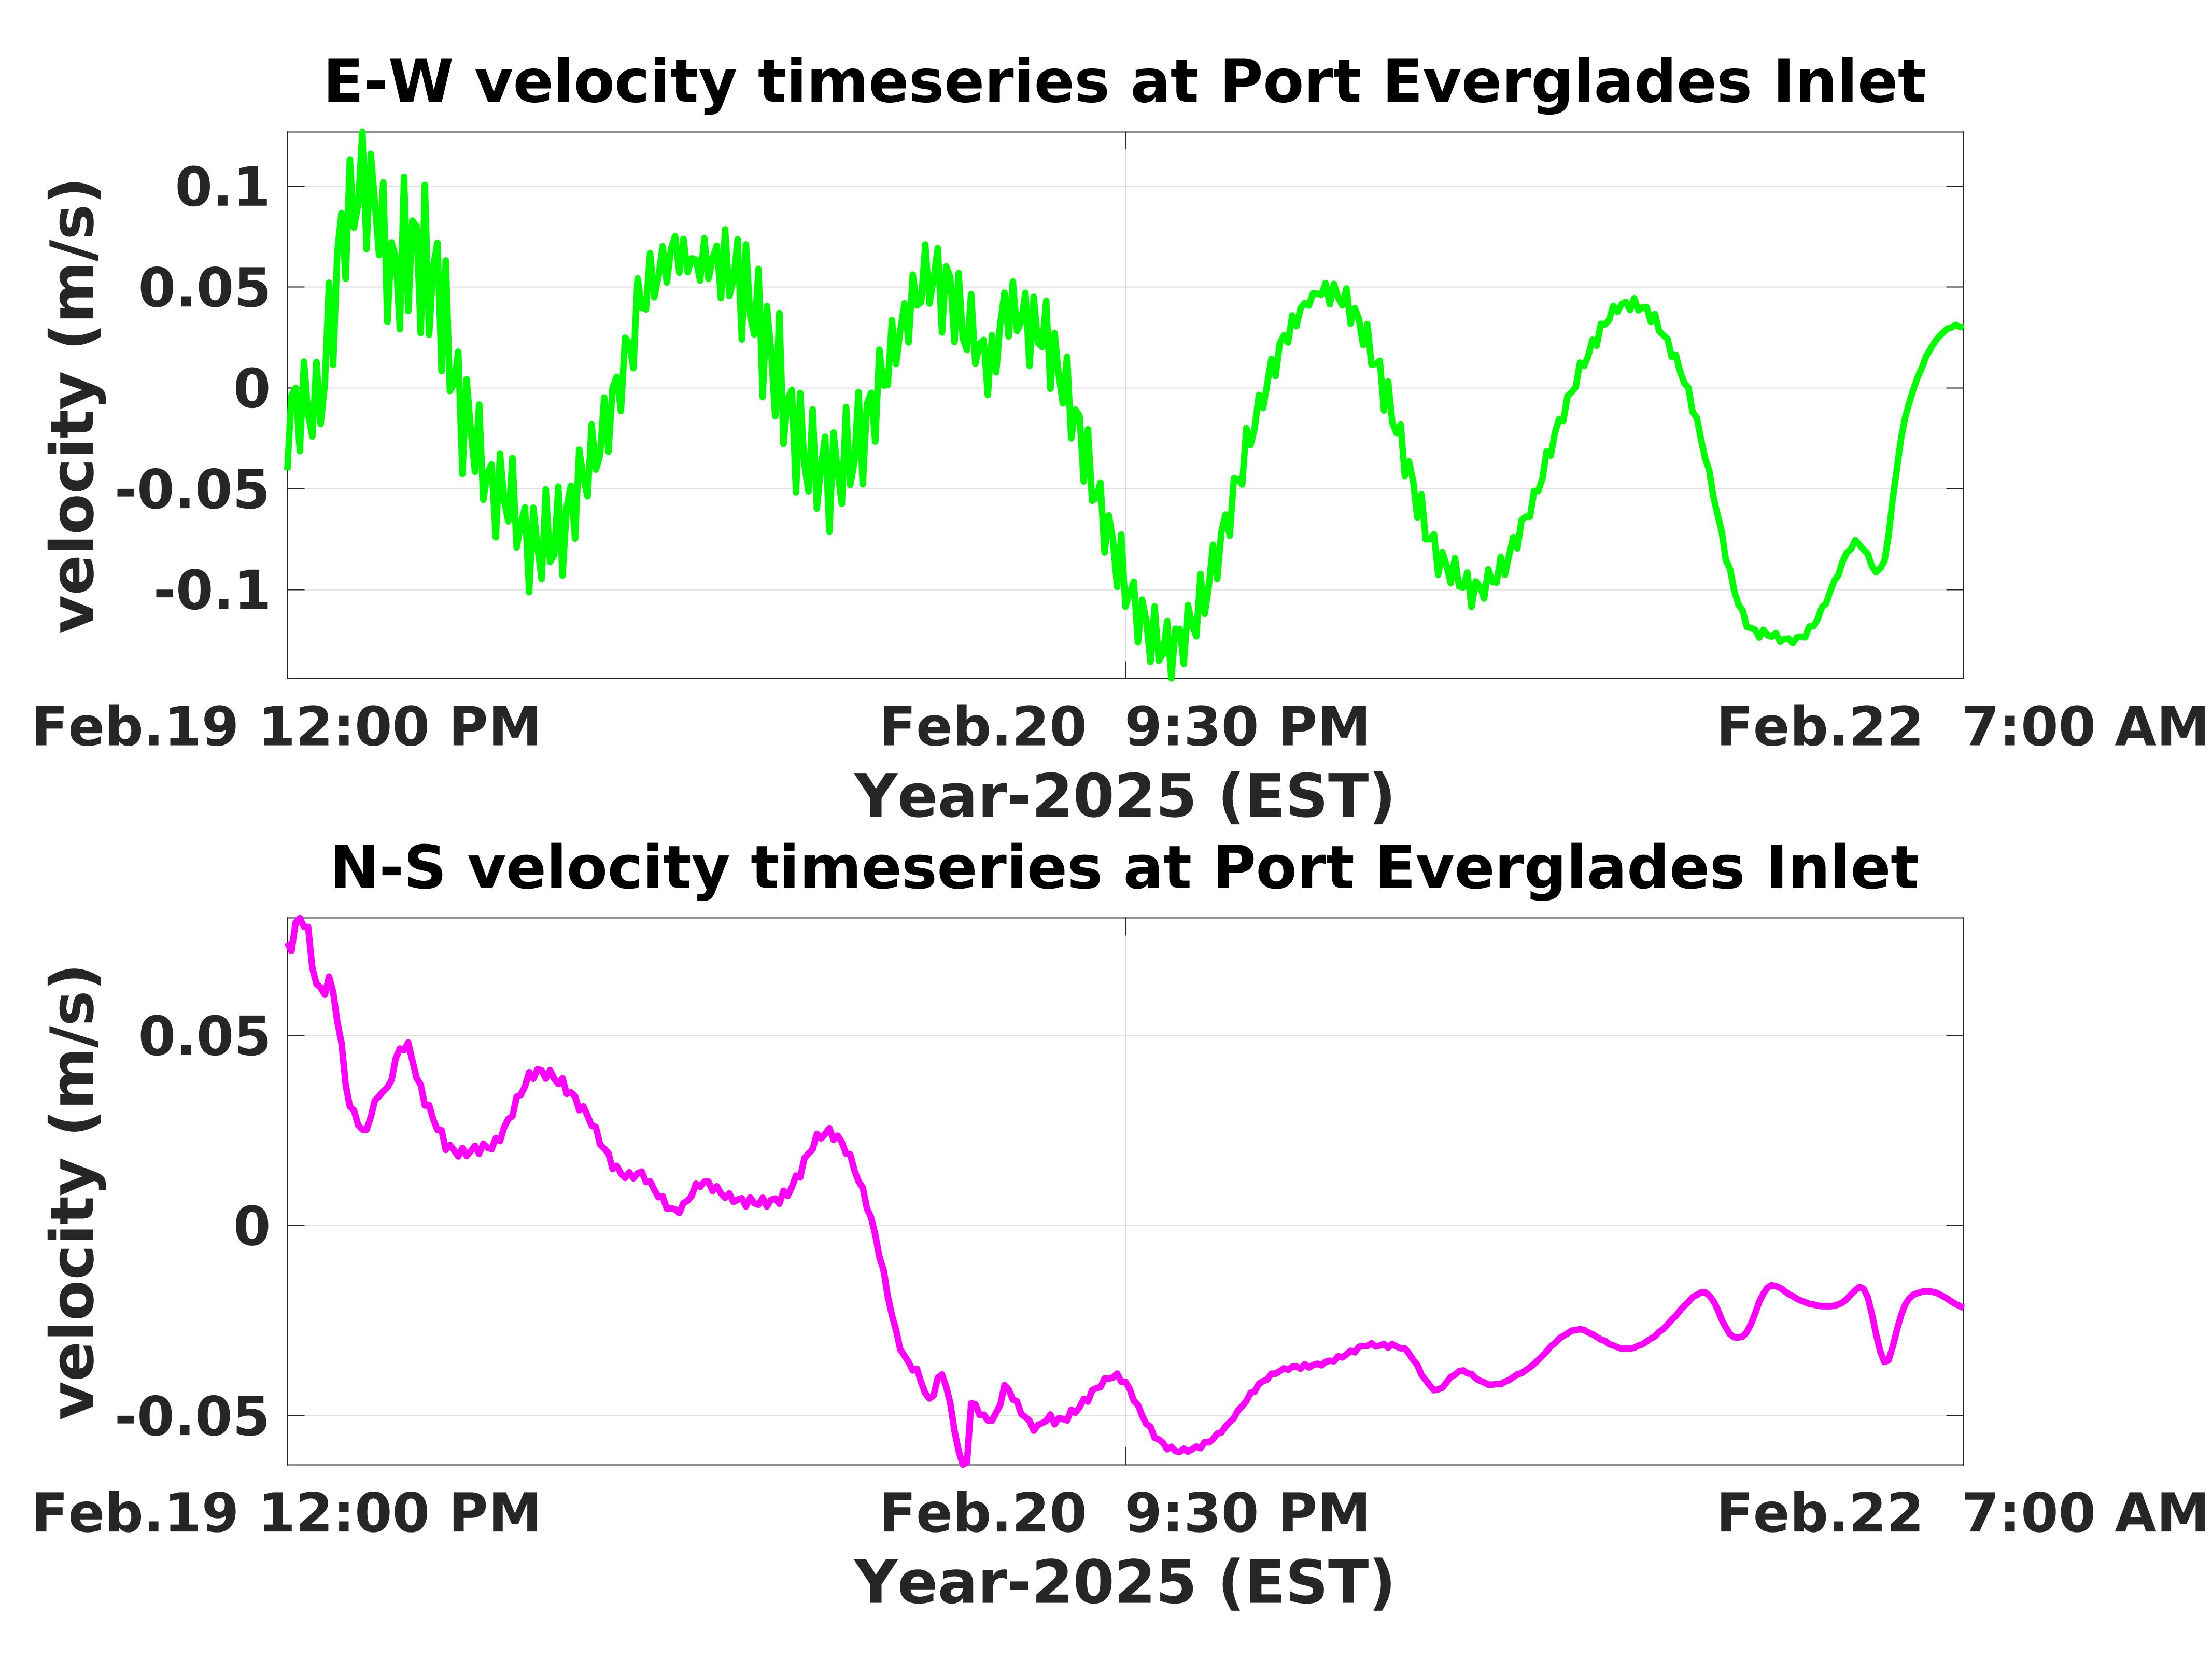 E-W velocity timeseries at Port Everglades Inlet
velocity (m/s)
0.1
0.05
0
-0.05
-0.1
Feb.19 12:00 PM
Feb.20  9:30 PM
Feb.22  7:00 AM
Year-2025 (EST)
N-S velocity timeseries at Port Everglades Inlet
velocity (m/s)
0.05
0
-0.05
Feb.19 12:00 PM
Feb.20  9:30 PM
Feb.22  7:00 AM
Year-2025 (EST)